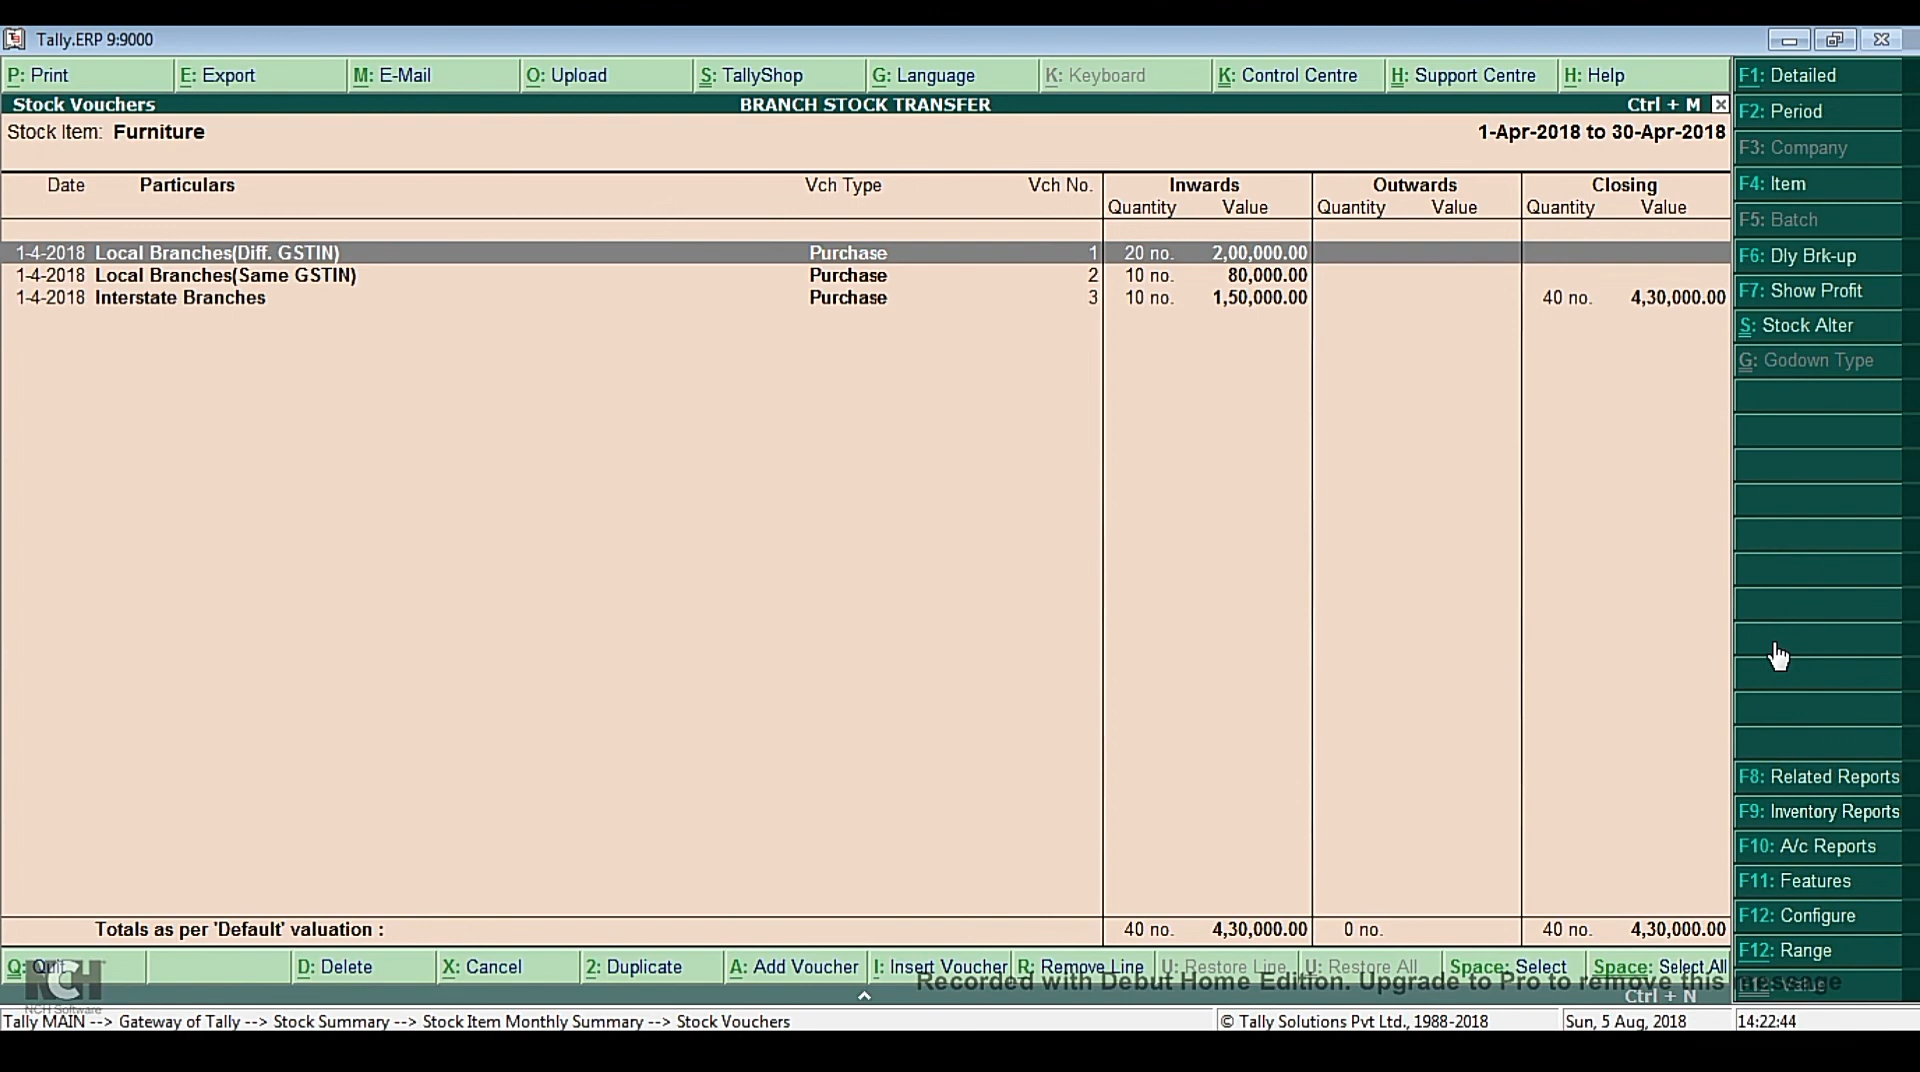 Tally.ERP 9:9000
P: Print E: Export M: E-Mail O: Upload S: TallyShop G: Language K: Keyboard K: Control Centre H: Support Centre H: Help
Stock Vouchers BRANCH STOCK TRANSFER Ctrl + M
Stock Item: Furniture 1-Apr-2018 to 30-Apr-2018
Date Particulars Vch Type Vch No. Inwards Outwards Closing
Quantity Value Quantity Value Quantity Value
1-4-2018 Local Branches(Diff. GSTIN) Purchase 1 20 no. 2,00,000.00
1-4-2018 Local Branches(Same GSTIN) Purchase 2 10 no. 80,000.00
1-4-2018 Interstate Branches Purchase 3 10 no. 1,50,000.00 40 no. 4,30,000.00
Totals as per 'Default' valuation : 40 no. 4,30,000.00 0 no. 40 no. 4,30,000.00
F1: Detailed
F2: Period
F3: Company
F4: Item
F5: Batch
F6: Dly Brk-up
F7: Show Profit
S: Stock Alter
G: Godown Type
F8: Related Reports
F9: Inventory Reports
F10: A/c Reports
F11: Features
F12: Configure
F12: Range
F12: Value
Q: Quit D: Delete X: Cancel 2: Duplicate A: Add Voucher I: Insert Voucher R: Remove Line U: Restore Line U: Restore All Space: Select Space: Select All
NCH
NCH Software
Recorded with Debut Home Edition. Upgrade to Pro to remove this message
Ctrl + N
Tally MAIN --> Gateway of Tally --> Stock Summary --> Stock Item Monthly Summary --> Stock Vouchers © Tally Solutions Pvt Ltd., 1988-2018 Sun, 5 Aug, 2018 14:22:44